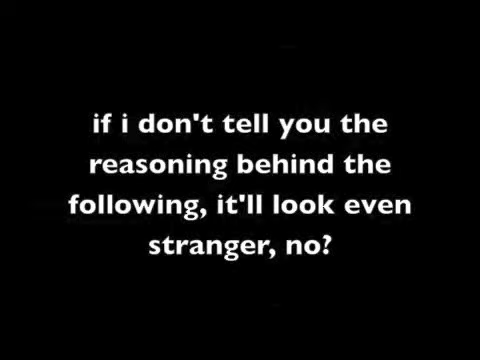 if i don't tell you the
reasoning behind the
following, it'll look even
stranger, no?